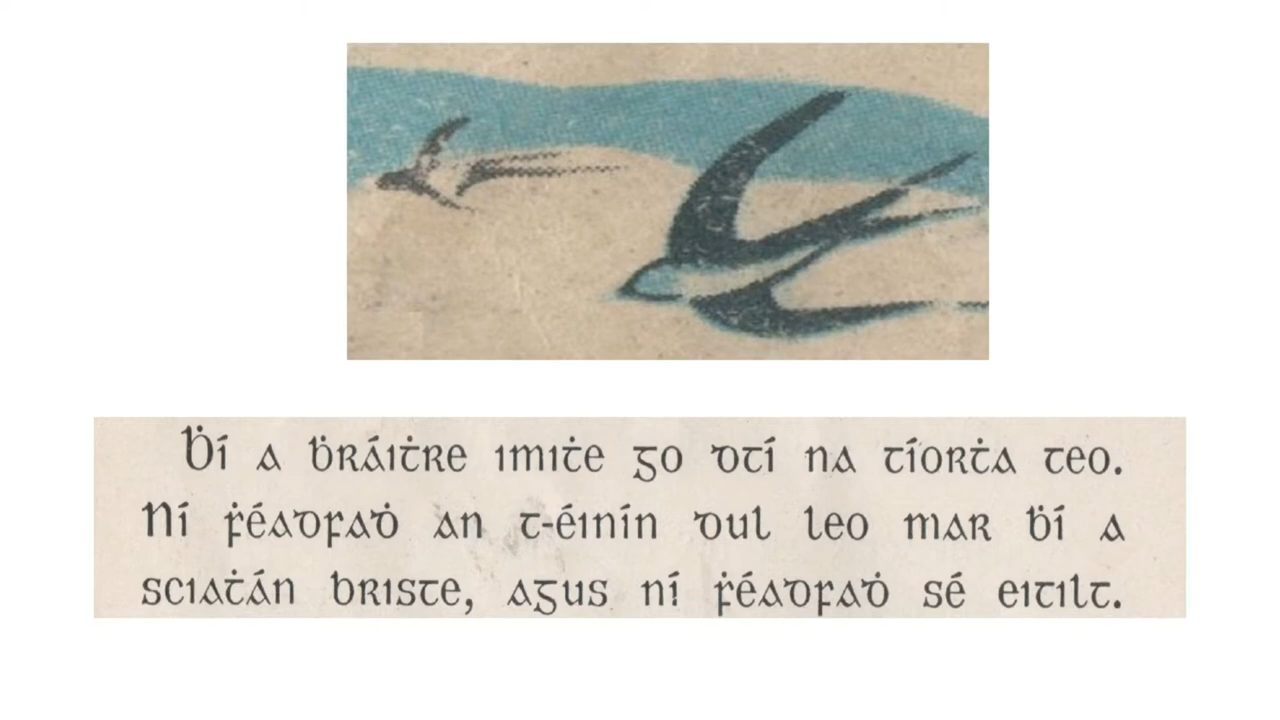 Ḃí a ḃráiṫre imiṫe go dtí na tíorṫa teo.
Ní ḟéadfaḋ an t-éinín dul leo mar ḃí a
sciaṫán briste, agus ní ḟéadfaḋ sé eitilt.